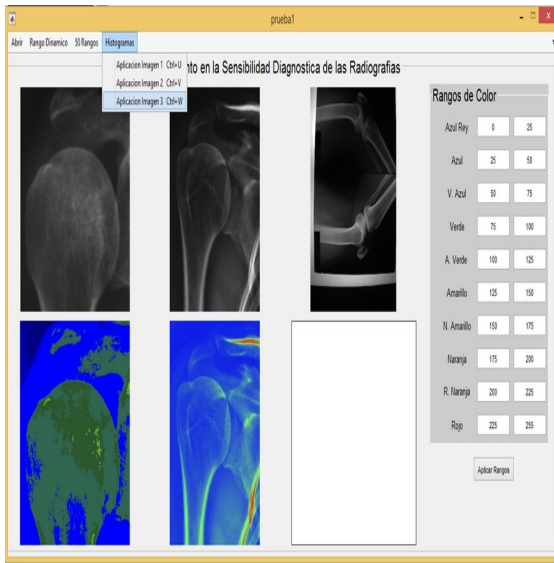 prueba1
Abrir Rango Dinamico 50 Rangos Histogramas
Aplicacion Imagen 1 Ctrl+U
Aplicacion Imagen 2 Ctrl+V
Aplicacion Imagen 3 Ctrl+W
nto en la Sensibilidad Diagnostica de las Radiografias
Rangos de Color
Azul Rey 0 25
Azul 25 50
V. Azul 50 75
Verde 75 100
A. Verde 100 125
Amarillo 125 150
N. Amarillo 150 175
Naranja 175 200
R. Naranja 200 225
Rojo 225 255
Aplicar Rangos